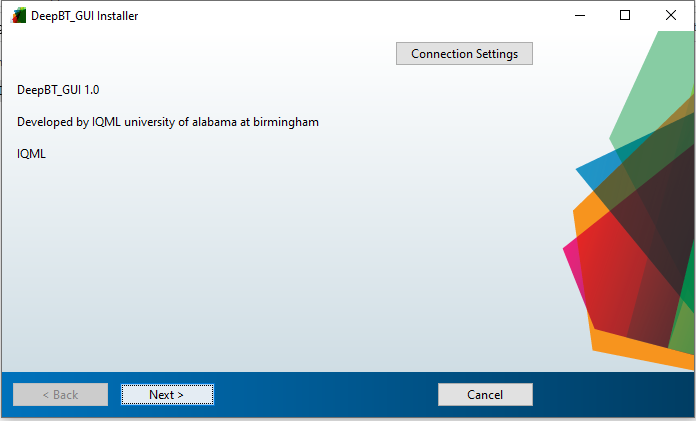 DeepBT_GUI Installer
Connection Settings
DeepBT_GUI 1.0
Developed by IQML university of alabama at birmingham
IQML
< Back
Next >
Cancel